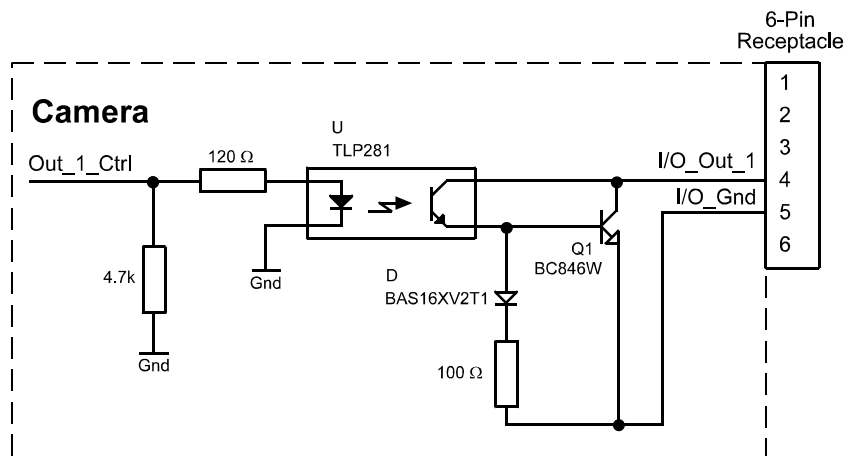 6-Pin
Receptacle
Camera
1
2
3
4
5
6
U
TLP281
Out_1_Ctrl
120 Ω
I/O_Out_1
I/O_Gnd
4.7k
Gnd
Gnd
Q1
BC846W
D
BAS16XV2T1
100 Ω